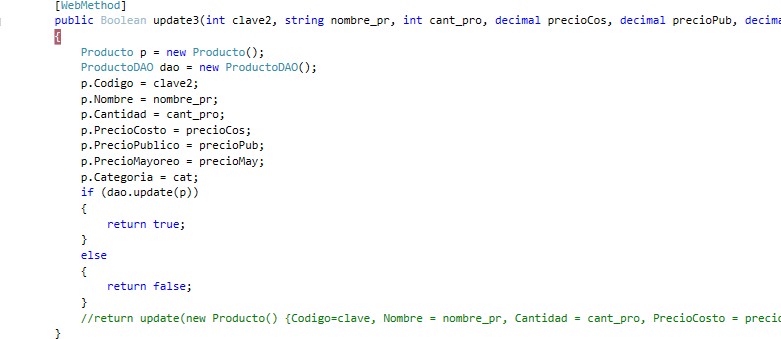 [WebMethod]
public Boolean update3(int clave2, string nombre_pr, int cant_pro, decimal precioCos, decimal precioPub, decima
{
Producto p = new Producto();
ProductoDAO dao = new ProductoDAO();
p.Codigo = clave2;
p.Nombre = nombre_pr;
p.Cantidad = cant_pro;
p.PrecioCosto = precioCos;
p.PrecioPublico = precioPub;
p.PrecioMayoreo = precioMay;
p.Categoria = cat;
if (dao.update(p))
{
return true;
}
else
{
return false;
}
//return update(new Producto() {Codigo=clave, Nombre = nombre_pr, Cantidad = cant_pro, PrecioCosto = precio
}